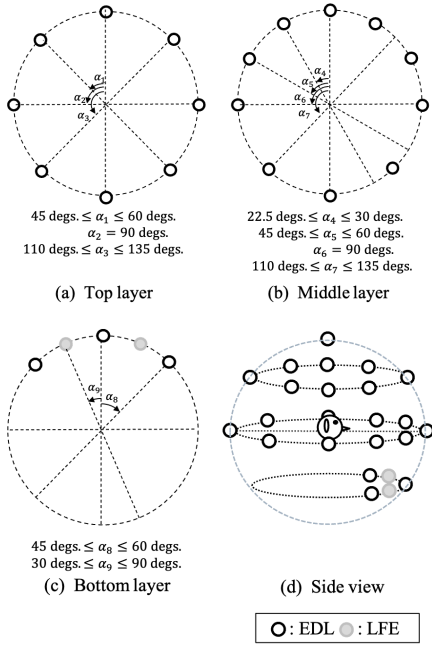 α₁
α₂
α₃
45 degs. ≤ α₁ ≤ 60 degs.
α₂ = 90 degs.
110 degs. ≤ α₃ ≤ 135 degs.
(a) Top layer
α₄
α₅
α₆
α₇
22.5 degs. ≤ α₄ ≤ 30 degs.
45 degs. ≤ α₅ ≤ 60 degs.
α₆ = 90 degs.
110 degs. ≤ α₇ ≤ 135 degs.
(b) Middle layer
α₉ α₈
45 degs. ≤ α₈ ≤ 60 degs.
30 degs. ≤ α₉ ≤ 90 degs.
(c) Bottom layer
(d) Side view
: EDL : LFE